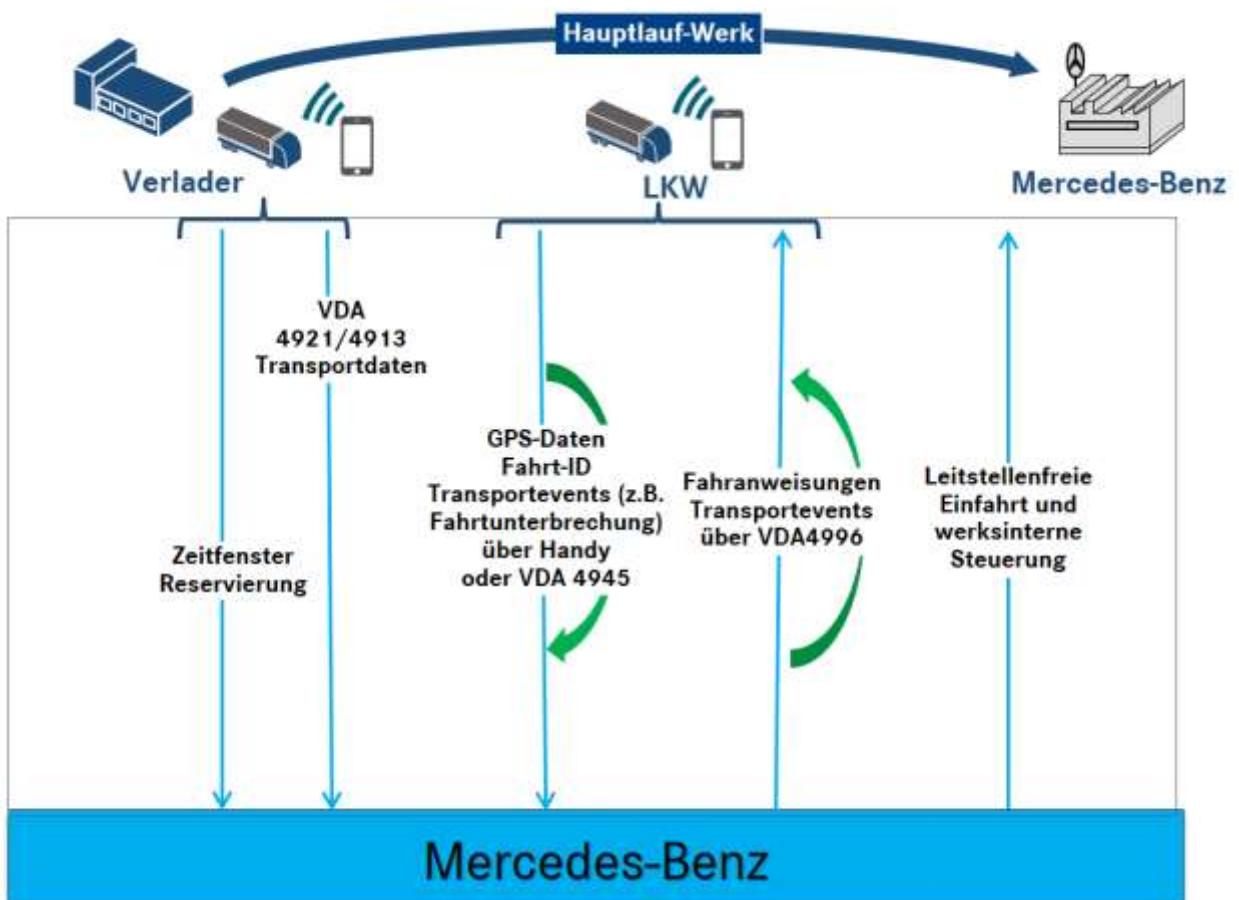 Hauptlauf-Werk
Verlader
LKW
Mercedes-Benz
VDA
4921/4913
Transportdaten
Zeitfenster
Reservierung
GPS-Daten
Fahrt-ID
Transportevents (z.B.
Fahrtunterbrechung)
über Handy
oder VDA 4945
Fahranweisungen
Transportevents
über VDA4996
Leitstellenfreie
Einfahrt und
werksinterne
Steuerung
Mercedes-Benz